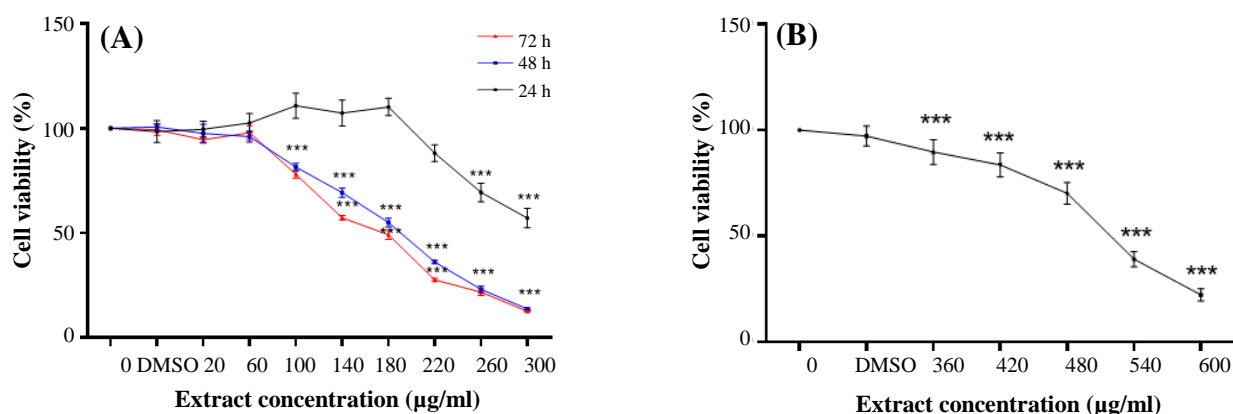 (A)
Cell viability (%)
150
100
50
0
72 h
48 h
24 h
***
***
***
***
***
***
***
***
***
***
***
0 DMSO 20 60 100 140 180 220 260 300
Extract concentration (µg/ml)
(B)
Cell viability (%)
150
100
50
0
***
***
***
***
***
0 DMSO 360 420 480 540 600
Extract concentration (µg/ml)